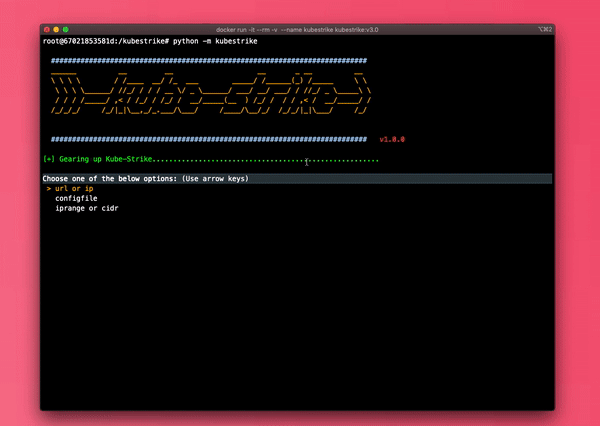 docker run -it --rm -v --name kubestrike kubestrike:v3.0
⌥⌘2
root@67021853581d:/kubestrike# python -m kubestrike
###########################################################################
kube-strike
########################################################################### v1.0.0
[+] Gearing up Kube-Strike......................................................
Choose one of the below options: (Use arrow keys)
> url or ip
configfile
iprange or cidr